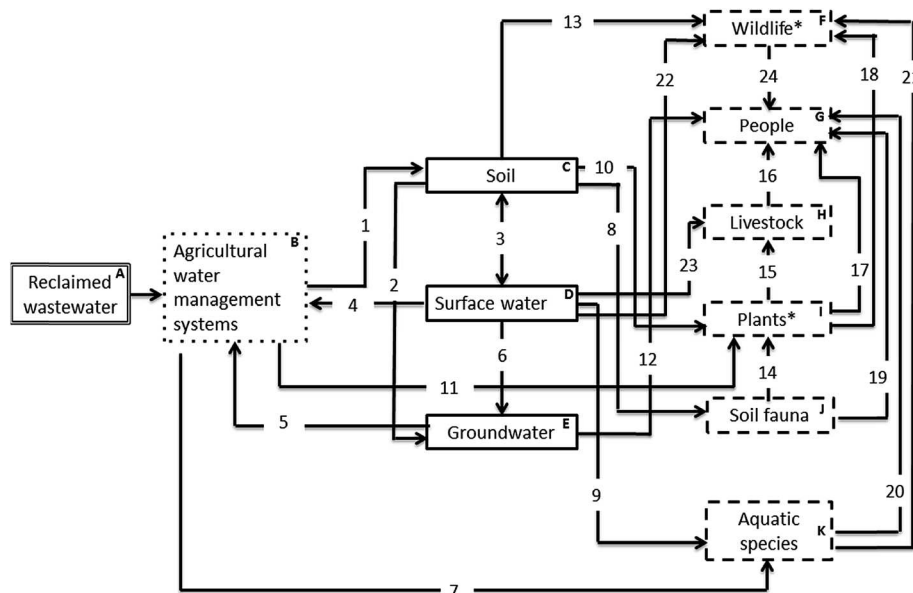 13
Wildlife* F
22
24
18
21
People G
Soil C
10
16
1
8
Livestock H
Agricultural B
water
management
systems
3
23
15
17
Reclaimed A
wastewater
2
4
Surface water D
Plants* I
6
12
11
14
19
5
Groundwater E
Soil fauna J
9
20
Aquatic
species K
7